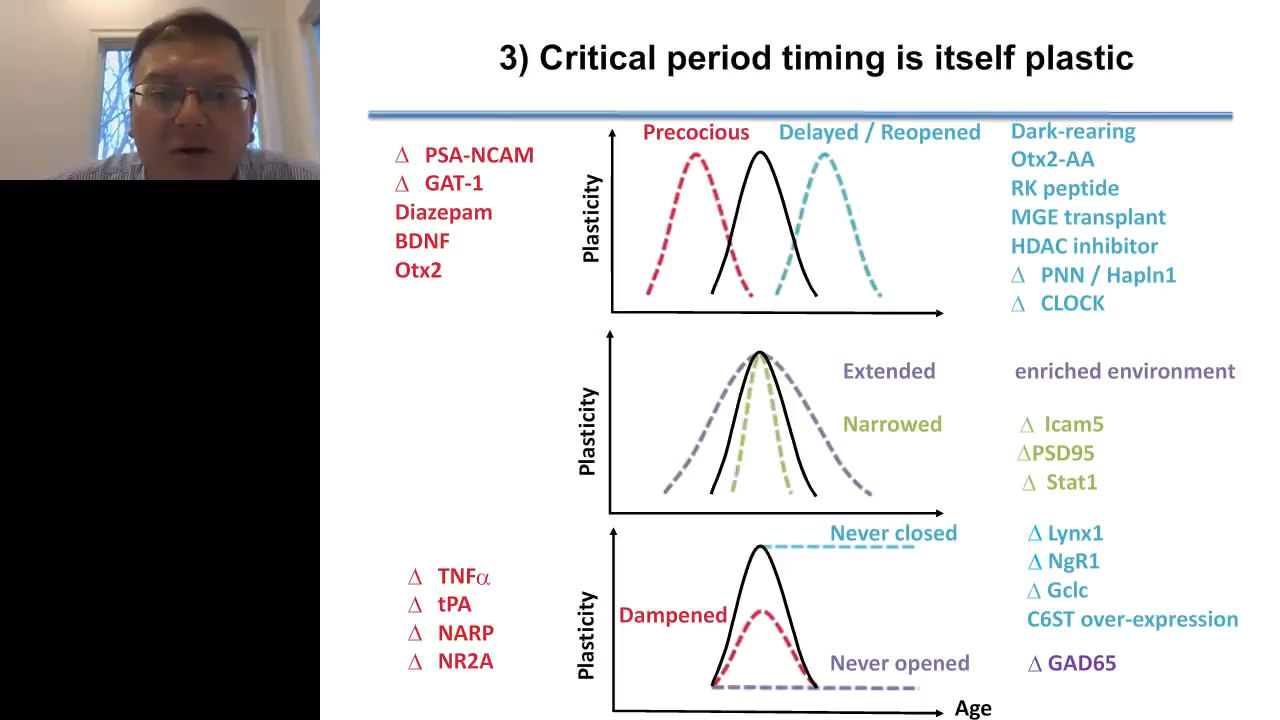 3) Critical period timing is itself plastic
Precocious
Delayed / Reopened
Δ PSA-NCAM
Δ GAT-1
Diazepam
BDNF
Otx2
Plasticity
Dark-rearing
Otx2-AA
RK peptide
MGE transplant
HDAC inhibitor
Δ PNN / Hapln1
Δ CLOCK
Plasticity
Extended
enriched environment
Narrowed
Δ Icam5
ΔPSD95
Δ Stat1
Δ TNFα
Δ tPA
Δ NARP
Δ NR2A
Plasticity
Never closed
Dampened
Never opened
Δ Lynx1
Δ NgR1
Δ Gclc
C6ST over-expression
Δ GAD65
Age